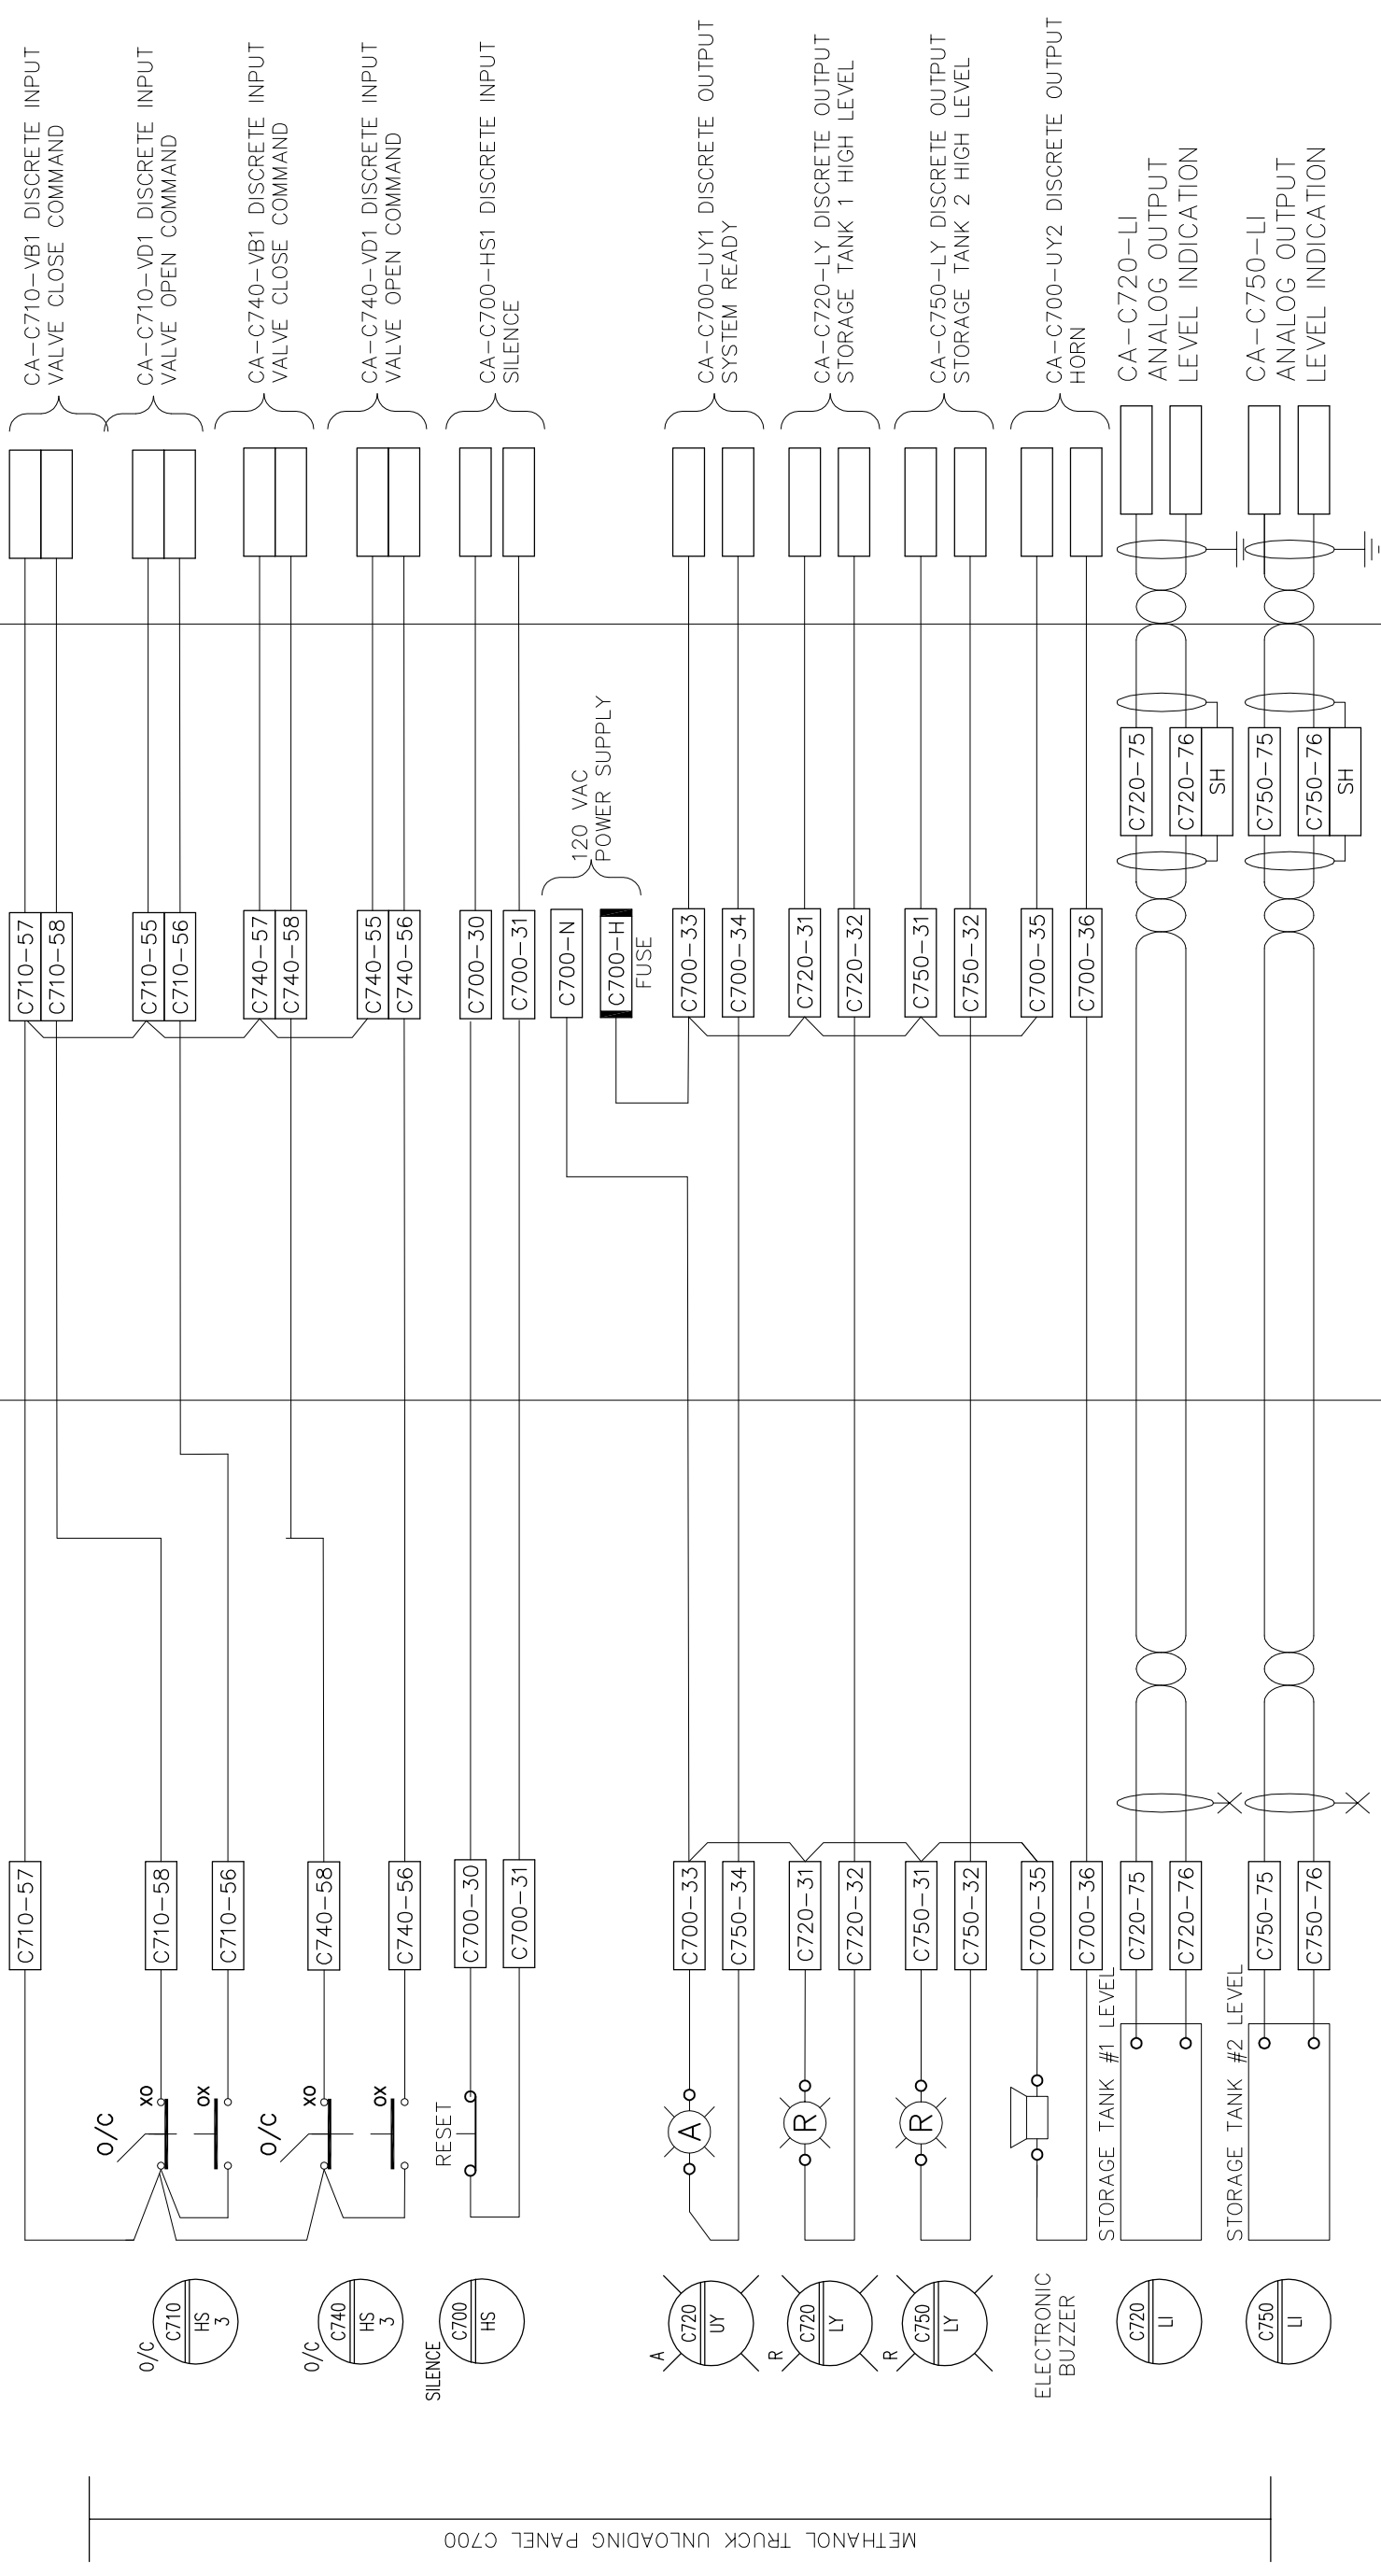 CA-C710-VB1 DISCRETE INPUT
VALVE CLOSE COMMAND
CA-C710-VD1 DISCRETE INPUT
VALVE OPEN COMMAND
CA-C740-VB1 DISCRETE INPUT
VALVE CLOSE COMMAND
CA-C740-VD1 DISCRETE INPUT
VALVE OPEN COMMAND
CA-C700-HS1 DISCRETE INPUT
SILENCE
CA-C700-UY1 DISCRETE OUTPUT
SYSTEM READY
CA-C720-LY DISCRETE OUTPUT
STORAGE TANK 1 HIGH LEVEL
CA-C750-LY DISCRETE OUTPUT
STORAGE TANK 2 HIGH LEVEL
CA-C700-UY2 DISCRETE OUTPUT
HORN
CA-C720-LI
ANALOG OUTPUT
LEVEL INDICATION
CA-C750-LI
ANALOG OUTPUT
LEVEL INDICATION
120 VAC
POWER SUPPLY
C710-57
C710-58
C710-55
C710-56
C740-57
C740-58
C740-55
C740-56
C700-30
C700-31
C700-N
C700-H
FUSE
C700-33
C700-34
C720-31
C720-32
C750-31
C750-32
C700-35
C700-36
C720-75
C720-76
SH
C750-75
C750-76
SH
C710-57
C710-58
C710-56
C740-58
C740-56
C700-30
C700-31
C700-33
C750-34
C720-31
C720-32
C750-31
C750-32
C700-35
C700-36
C720-75
C720-76
C750-75
C750-76
O/C
XO
OX
O/C
XO
OX
RESET
A
R
R
STORAGE TANK #1 LEVEL
STORAGE TANK #2 LEVEL
O/C
C710
HS
3
O/C
C740
HS
3
SILENCE
C700
HS
A
C720
UY
R
C720
LY
R
C750
LY
ELECTRONIC
BUZZER
C720
LI
C750
LI
METHANOL TRUCK UNLOADING PANEL C700